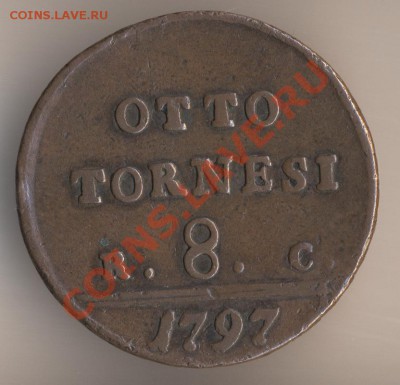 COINS.LAVE.RU
OTTO
TORNESI
R. 8. C
1797
COINS.LAVE.RU